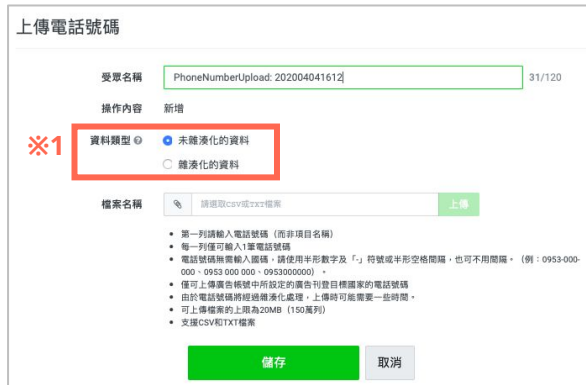 上傳電話號碼
受眾名稱 PhoneNumberUpload: 202004041612 31/120
操作內容 新增
※1 資料類型 未雜湊化的資料
雜湊化的資料
檔案名稱 請選取CSV或TXT檔案 上傳
• 第一列請輸入電話號碼（而非項目名稱）
• 每一列僅可輸入1筆電話號碼
• 電話號碼無需輸入國碼，請使用半形數字及「-」符號或半形空格間隔，也可不用間隔。（例：0953-000-
000、0953 000 000、0953000000）。
• 僅可上傳廣告帳號中所設定的廣告刊登目標國家的電話號碼
• 由於電話號碼將經過雜湊化處理，上傳時可能需要一些時間。
• 可上傳檔案的上限為20MB（150萬列）
• 支援CSV和TXT檔案
儲存 取消